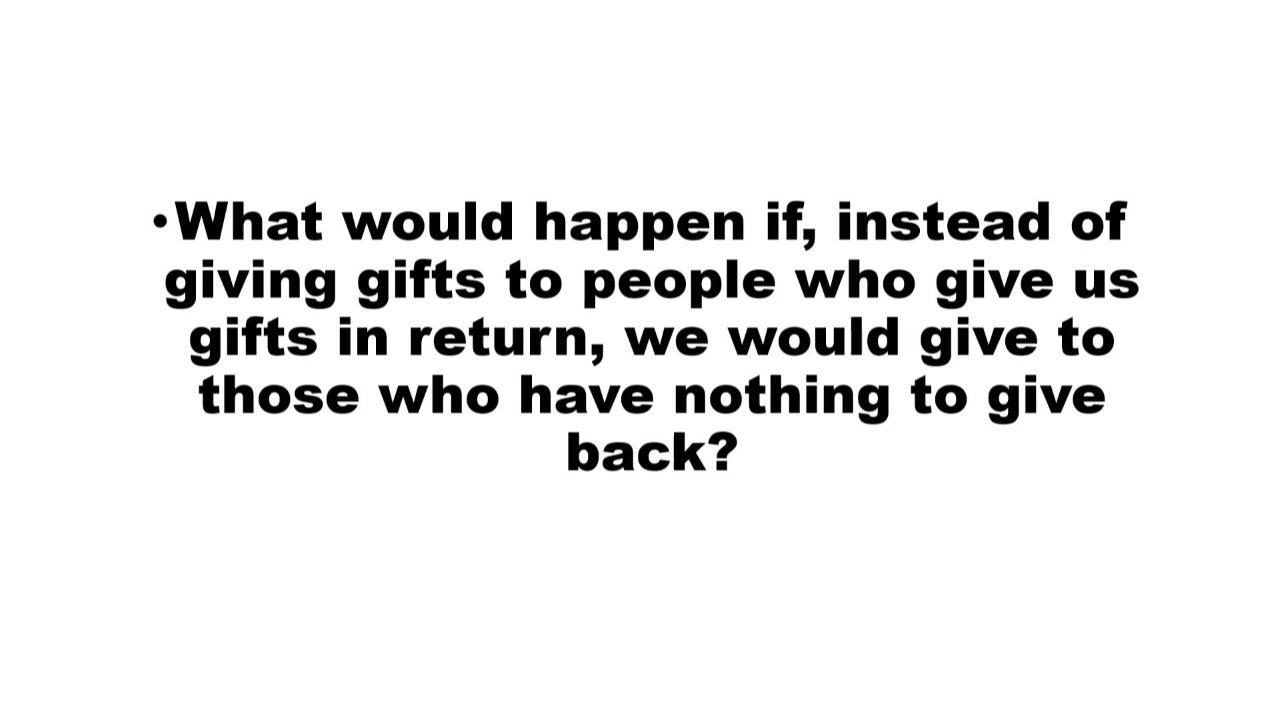 •What would happen if, instead of
giving gifts to people who give us
gifts in return, we would give to
those who have nothing to give
back?